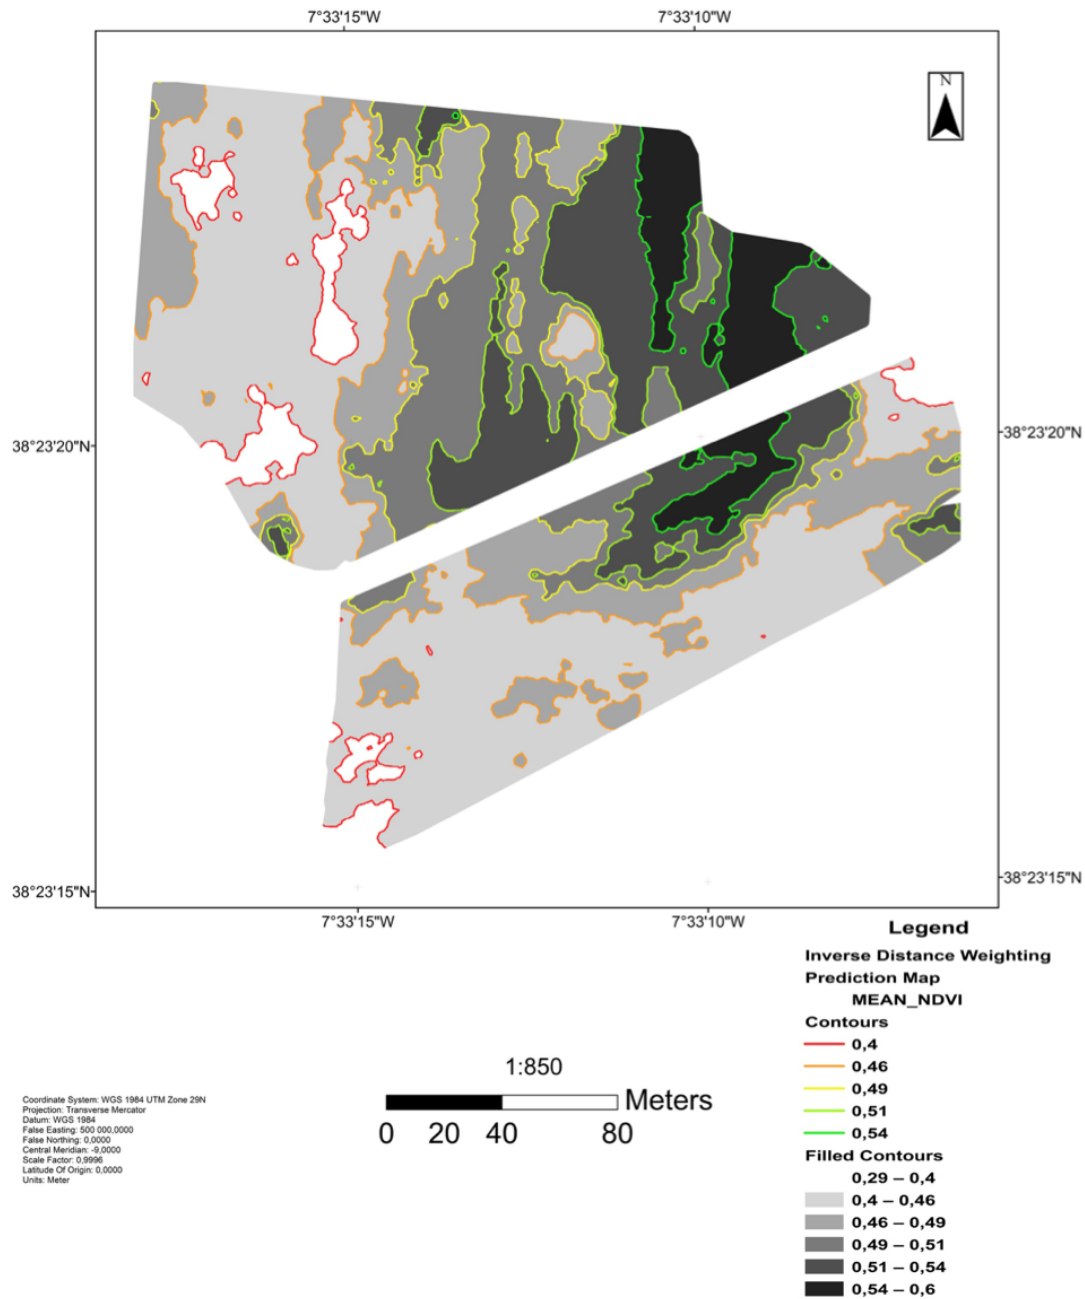 7°33'15"W 7°33'10"W
N
38°23'20"N 38°23'20"N
38°23'15"N 38°23'15"N
7°33'15"W 7°33'10"W
Legend
Inverse Distance Weighting
Prediction Map
MEAN_NDVI
Contours
0,4
0,46
0,49
0,51
0,54
Filled Contours
0,29 – 0,4
0,4 – 0,46
0,46 – 0,49
0,49 – 0,51
0,51 – 0,54
0,54 – 0,6
1:850
Meters
0 20 40 80
Coordinate System: WGS 1984 UTM Zone 29N
Projection: Transverse Mercator
Datum: WGS 1984
False Easting: 500 000,0000
False Northing: 0,0000
Central Meridian: -9,0000
Scale Factor: 0,9996
Latitude Of Origin: 0,0000
Units: Meter